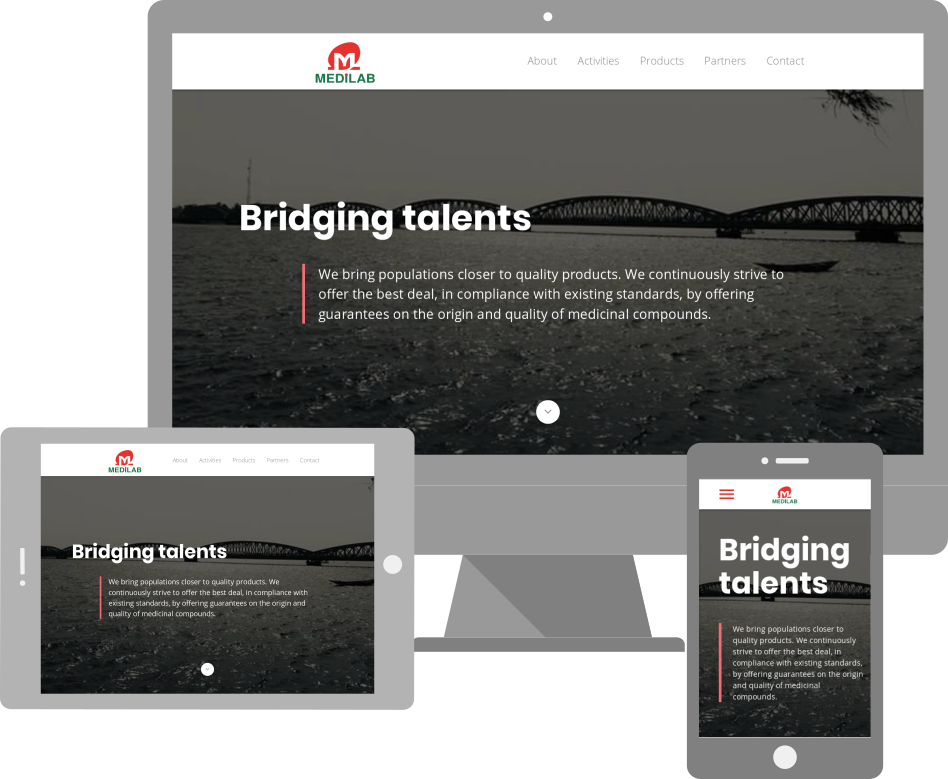 MEDILAB
About Activities Products Partners Contact
Bridging talents
We bring populations closer to quality products. We continuously strive to
offer the best deal, in compliance with existing standards, by offering
guarantees on the origin and quality of medicinal compounds.
MEDILAB
About Activities Products Partners Contact
Bridging talents
We bring populations closer to quality products. We
continuously strive to offer the best deal, in compliance with
existing standards, by offering guarantees on the origin and
quality of medicinal compounds.
MEDILAB
Bridging
talents
We bring populations closer to
quality products. We continuously
strive to offer the best deal, in
compliance with existing standards,
by offering guarantees on the origin
and quality of medicinal
compounds.